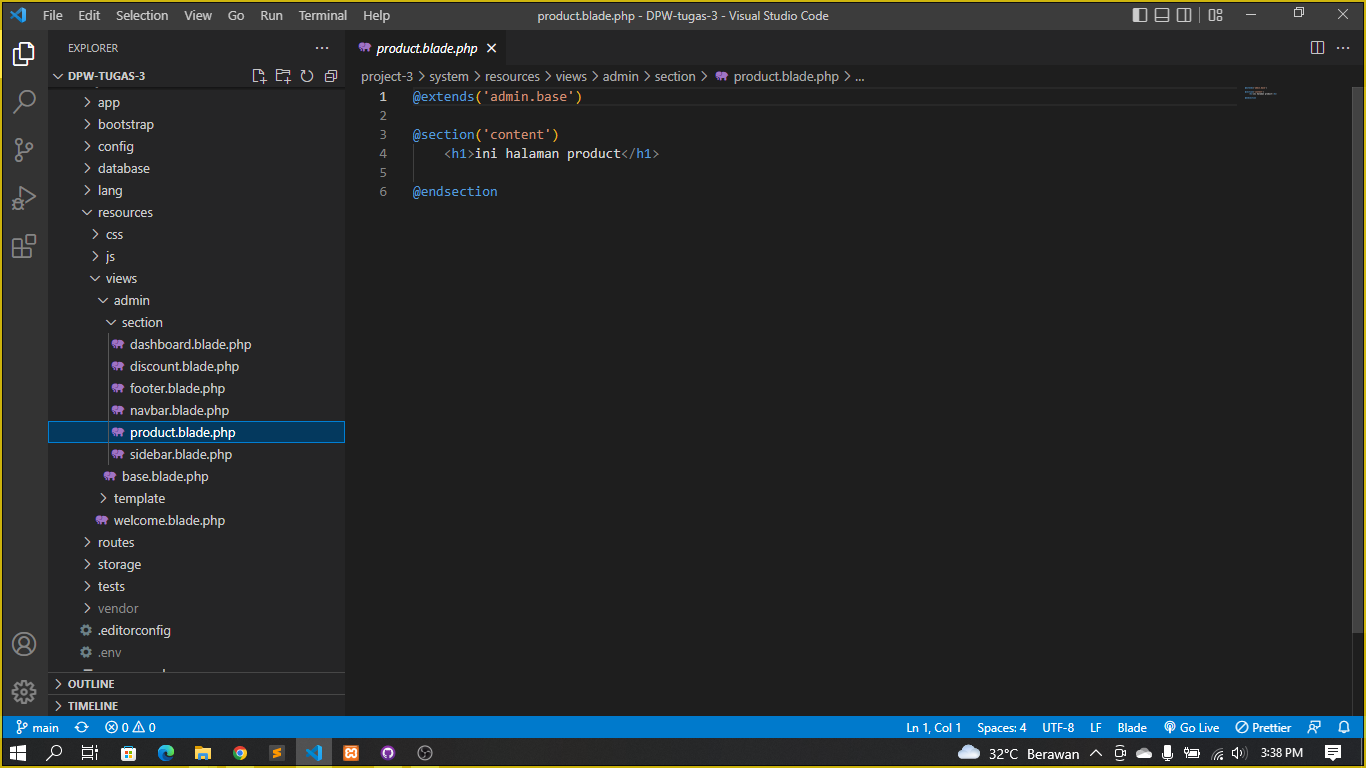 File Edit Selection View Go Run Terminal Help
product.blade.php - DPW-tugas-3 - Visual Studio Code
EXPLORER
DPW-TUGAS-3
app
bootstrap
config
database
lang
resources
css
js
views
admin
section
dashboard.blade.php
discount.blade.php
footer.blade.php
navbar.blade.php
product.blade.php
sidebar.blade.php
base.blade.php
template
welcome.blade.php
routes
storage
tests
vendor
.editorconfig
.env
OUTLINE
TIMELINE
product.blade.php
project-3 > system > resources > views > admin > section > product.blade.php > ...
1 @extends('admin.base')
2
3 @section('content')
4 <h1>ini halaman product</h1>
5
6 @endsection
main 0 0 Ln 1, Col 1 Spaces: 4 UTF-8 LF Blade Go Live Prettier
32°C Berawan 3:38 PM